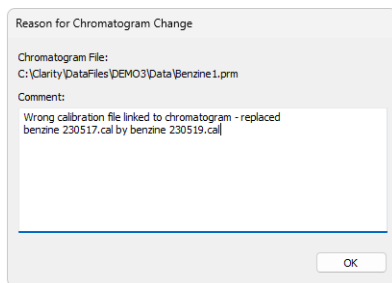 Reason for Chromatogram Change
Chromatogram File:
C:\Clarity\DataFiles\DEMO3\Data\Benzine1.prm
Comment:
Wrong calibration file linked to chromatogram - replaced
benzine 230517.cal by benzine 230519.cal
OK